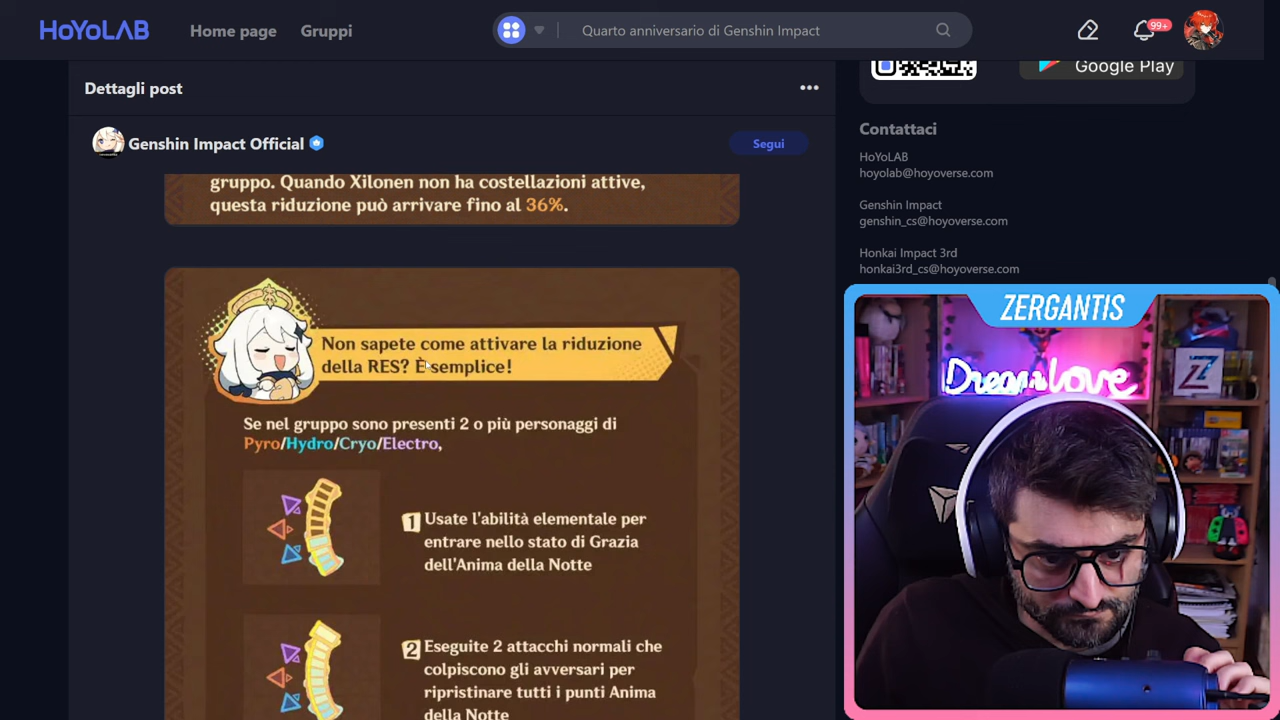 HoYoLAB
Home page
Gruppi
Quarto anniversario di Genshin Impact
99+
Dettagli post
Google Play
Genshin Impact Official
Segui
Contattaci
HoYoLAB
hoyolab@hoyoverse.com
Genshin Impact
genshin_cs@hoyoverse.com
Honkai Impact 3rd
honkai3rd_cs@hoyoverse.com
gruppo. Quando Xilonen non ha costellazioni attive,
questa riduzione può arrivare fino al 36%.
Non sapete come attivare la riduzione
della RES? È semplice!
Se nel gruppo sono presenti 2 o più personaggi di
Pyro/Hydro/Cryo/Electro,
1 Usate l'abilità elementale per
entrare nello stato di Grazia
dell'Anima della Notte
2 Eseguite 2 attacchi normali che
colpiscono gli avversari per
ripristinare tutti i punti Anima
della Notte
ZERGANTIS
Dream love
Z